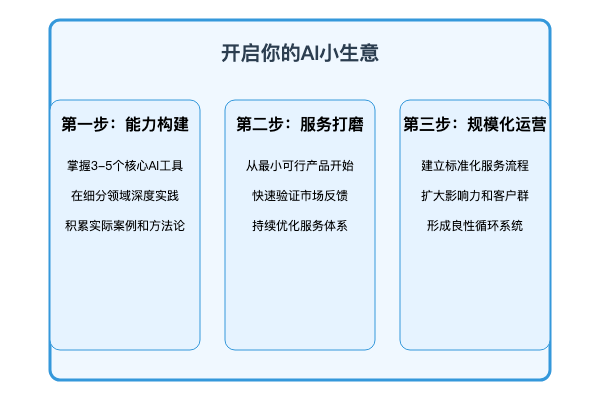 开启你的AI小生意
第一步：能力构建
掌握3-5个核心AI工具
在细分领域深度实践
积累实际案例和方法论
第二步：服务打磨
从最小可行产品开始
快速验证市场反馈
持续优化服务体系
第三步：规模化运营
建立标准化服务流程
扩大影响力和客户群
形成良性循环系统